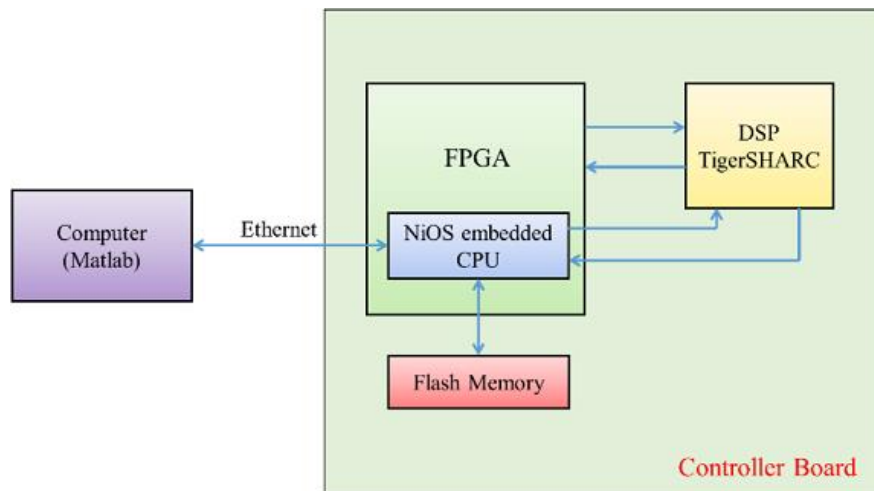 DSP
TigerSHARC
FPGA
Computer
(Matlab)
Ethernet
NiOS embedded
CPU
Flash Memory
Controller Board